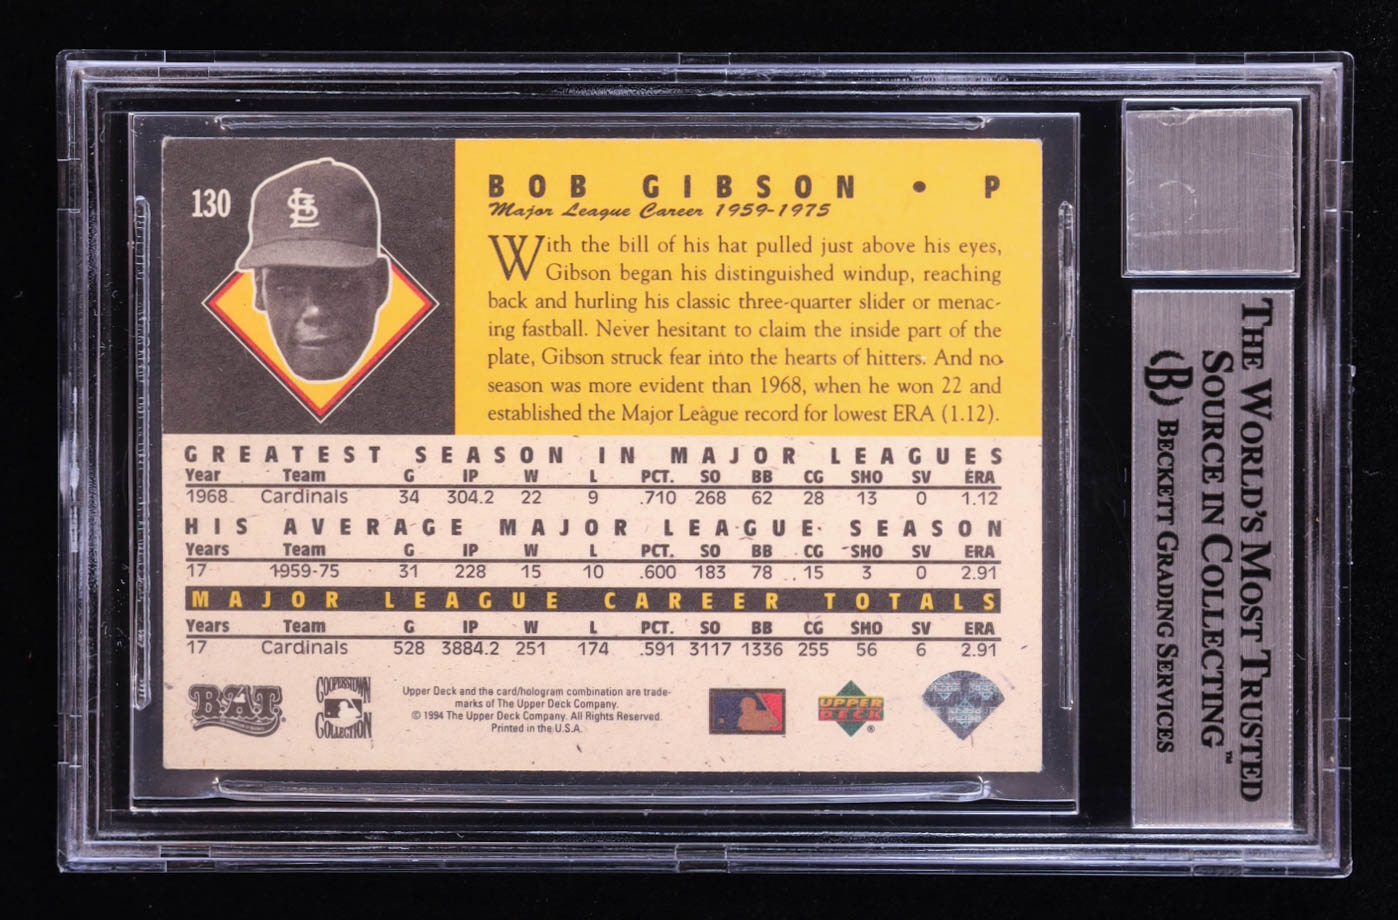 130
BOB GIBSON • P
Major League Career 1959-1975
With the bill of his hat pulled just above his eyes,
Gibson began his distinguished windup, reaching
back and hurling his classic three-quarter slider or menac-
ing fastball. Never hesitant to claim the inside part of the
plate, Gibson struck fear into the hearts of hitters. And no
season was more evident than 1968, when he won 22 and
established the Major League record for lowest ERA (1.12).
GREATEST SEASON IN MAJOR LEAGUES
Year Team G IP W L PCT. SO BB CG SHO SV ERA
1968 Cardinals 34 304.2 22 9 .710 268 62 28 13 0 1.12
HIS AVERAGE MAJOR LEAGUE SEASON
Years Team G IP W L PCT. SO BB CG SHO SV ERA
17 1959-75 31 228 15 10 .600 183 78 15 3 0 2.91
MAJOR LEAGUE CAREER TOTALS
Years Team G IP W L PCT. SO BB CG SHO SV ERA
17 Cardinals 528 3884.2 251 174 .591 3117 1336 255 56 6 2.91
BAT
COOPERSTOWN
COLLECTION
Upper Deck and the card/hologram combination are trade-
marks of The Upper Deck Company.
© 1994 The Upper Deck Company. All Rights Reserved.
Printed in the U.S.A.
UPPER
DECK
®
THE WORLD'S MOST TRUSTED
SOURCE IN COLLECTING™
(B) BECKETT GRADING SERVICES